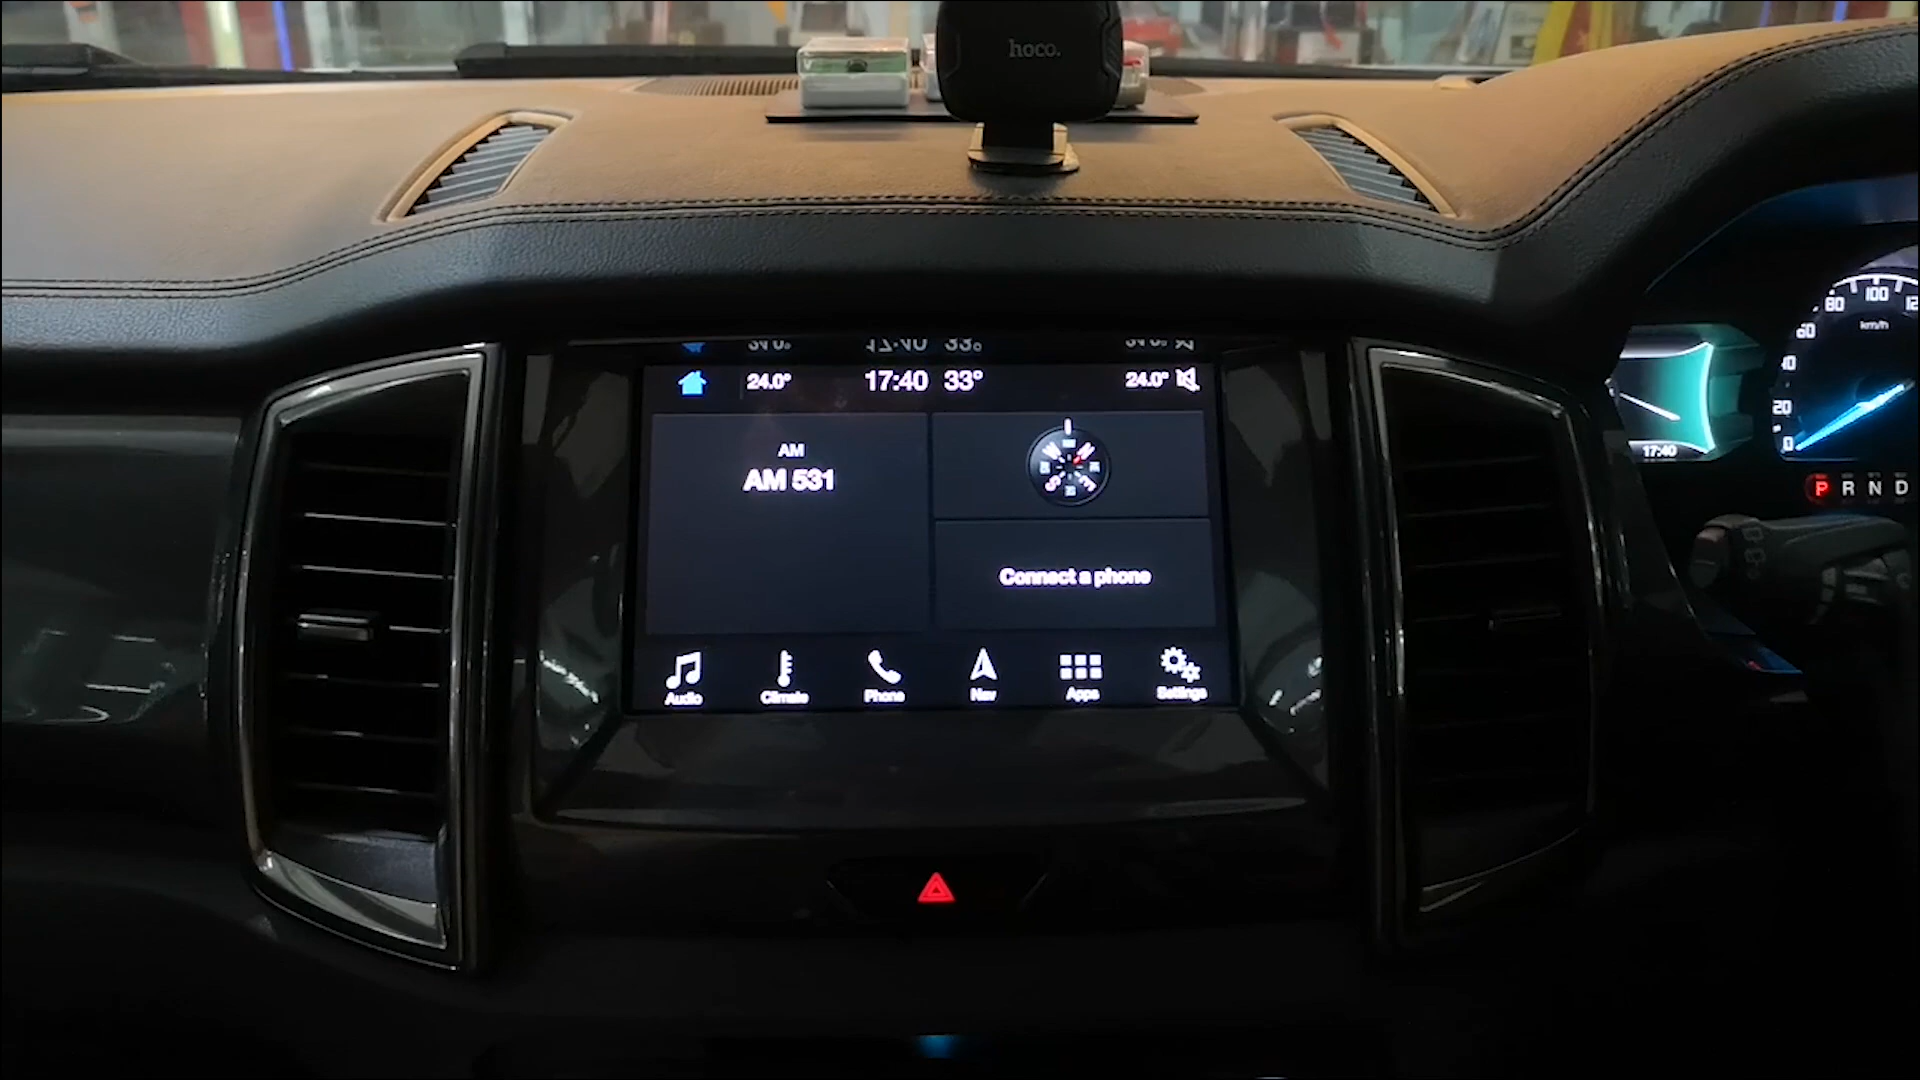 hoco.
24.0° 17:40 33° 24.0°
AM
AM 531
Connect a phone
Audio Climate Phone Nav Apps Settings
80 100
60 km/h
40
20
0
17:40
P R N D